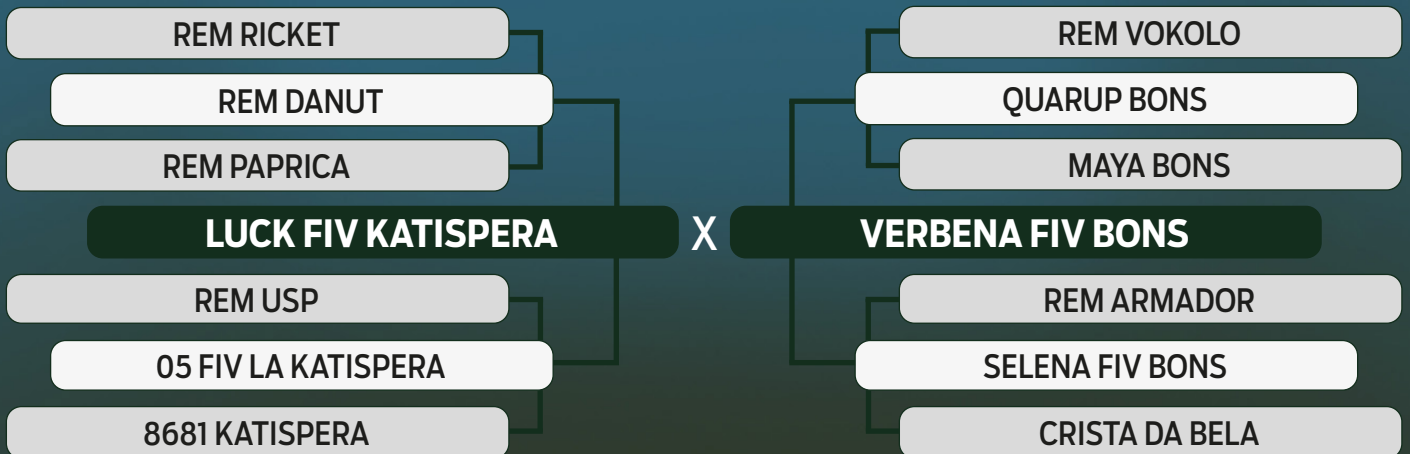 REM RICKET
REM DANUT
REM PAPRICA
LUCK FIV KATISPERA
REM USP
05 FIV LA KATISPERA
8681 KATISPERA
X
REM VOKOLO
QUARUP BONS
MAYA BONS
VERBENA FIV BONS
REM ARMADOR
SELENA FIV BONS
CRISTA DA BELA